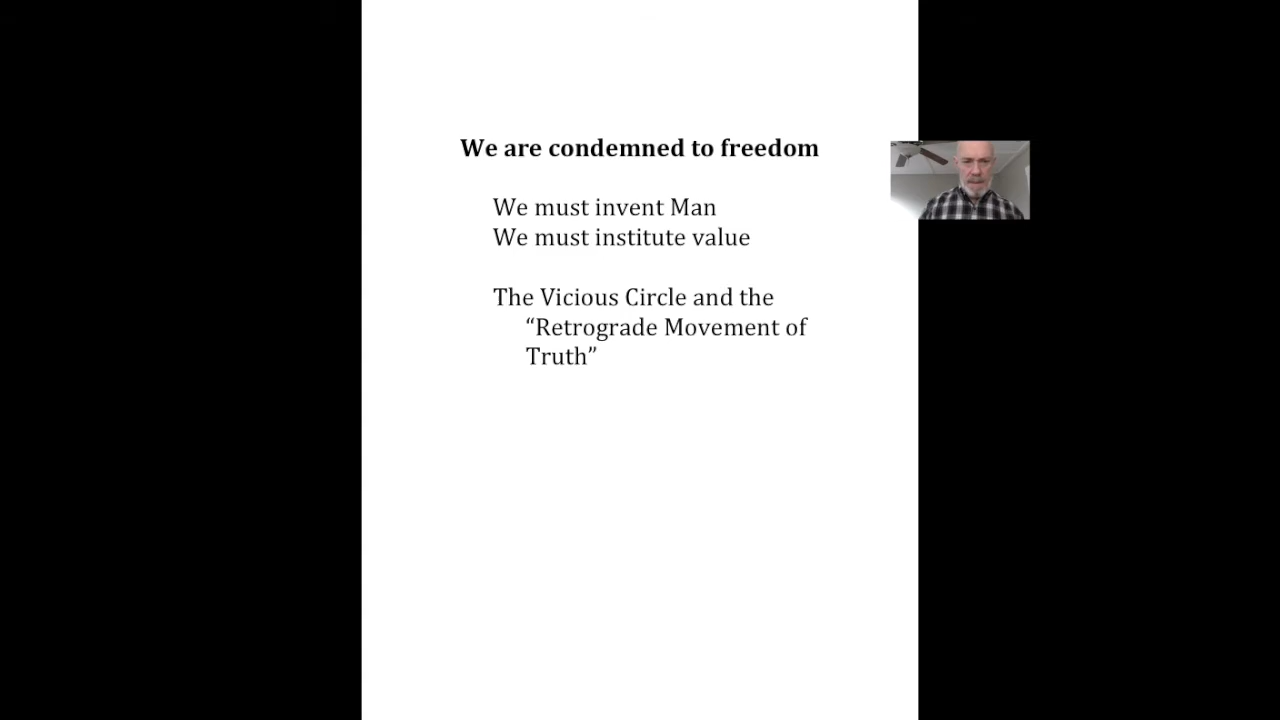 We are condemned to freedom
We must invent Man
We must institute value
The Vicious Circle and the
“Retrograde Movement of
Truth”